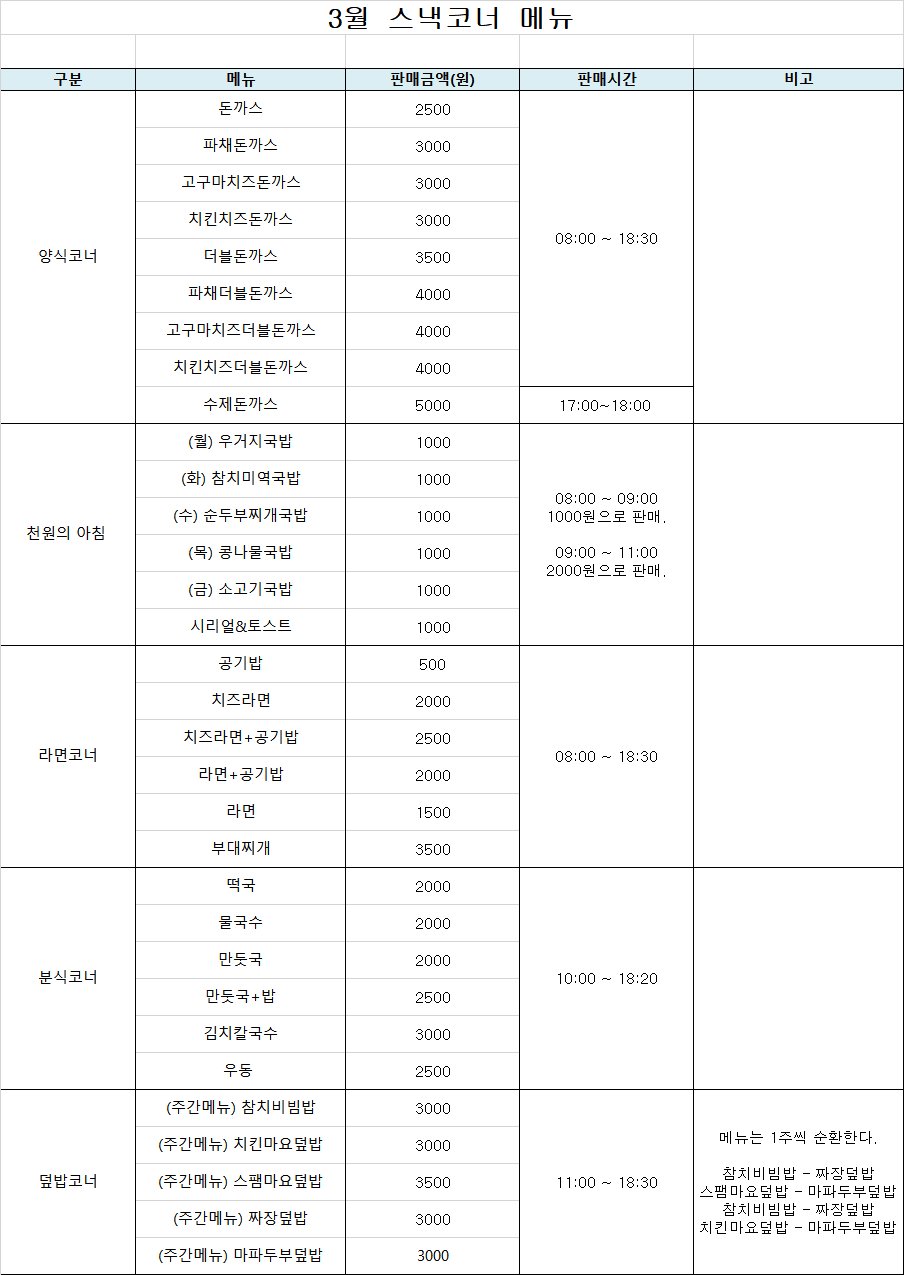 3월 스낵코너 메뉴
구분 메뉴 판매금액(원) 판매시간 비고
양식코너
돈까스 2500
파채돈까스 3000
고구마치즈돈까스 3000
치킨치즈돈까스 3000
더블돈까스 3500
파채더블돈까스 4000
고구마치즈더블돈까스 4000
치킨치즈더블돈까스 4000
08:00 ~ 18:30
수제돈까스 5000 17:00~18:00
천원의 아침
(월) 우거지국밥 1000
(화) 참치미역국밥 1000
(수) 순두부찌개국밥 1000
(목) 콩나물국밥 1000
(금) 소고기국밥 1000
시리얼&토스트 1000
08:00 ~ 09:00
1000원으로 판매.
09:00 ~ 11:00
2000원으로 판매.
라면코너
공기밥 500
치즈라면 2000
치즈라면+공기밥 2500
라면+공기밥 2000
라면 1500
부대찌개 3500
08:00 ~ 18:30
분식코너
떡국 2000
물국수 2000
만둣국 2000
만둣국+밥 2500
김치칼국수 3000
우동 2500
10:00 ~ 18:20
덮밥코너
(주간메뉴) 참치비빔밥 3000
(주간메뉴) 치킨마요덮밥 3000
(주간메뉴) 스팸마요덮밥 3500
(주간메뉴) 짜장덮밥 3000
(주간메뉴) 마파두부덮밥 3000
11:00 ~ 18:30
메뉴는 1주씩 순환한다.
참치비빔밥 - 짜장덮밥
스팸마요덮밥 - 마파두부덮밥
참치비빔밥 - 짜장덮밥
치킨마요덮밥 - 마파두부덮밥